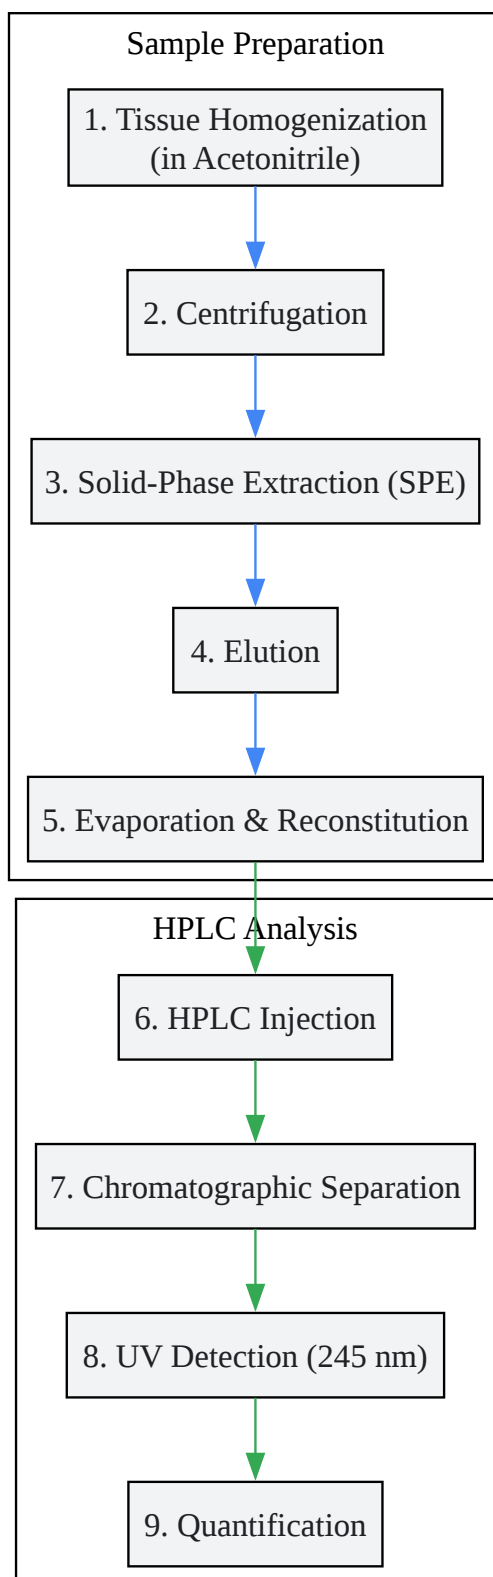 Sample Preparation
1. Tissue Homogenization
(in Acetonitrile)
2. Centrifugation
3. Solid-Phase Extraction (SPE)
4. Elution
5. Evaporation & Reconstitution
HPLC Analysis
6. HPLC Injection
7. Chromatographic Separation
8. UV Detection (245 nm)
9. Quantification